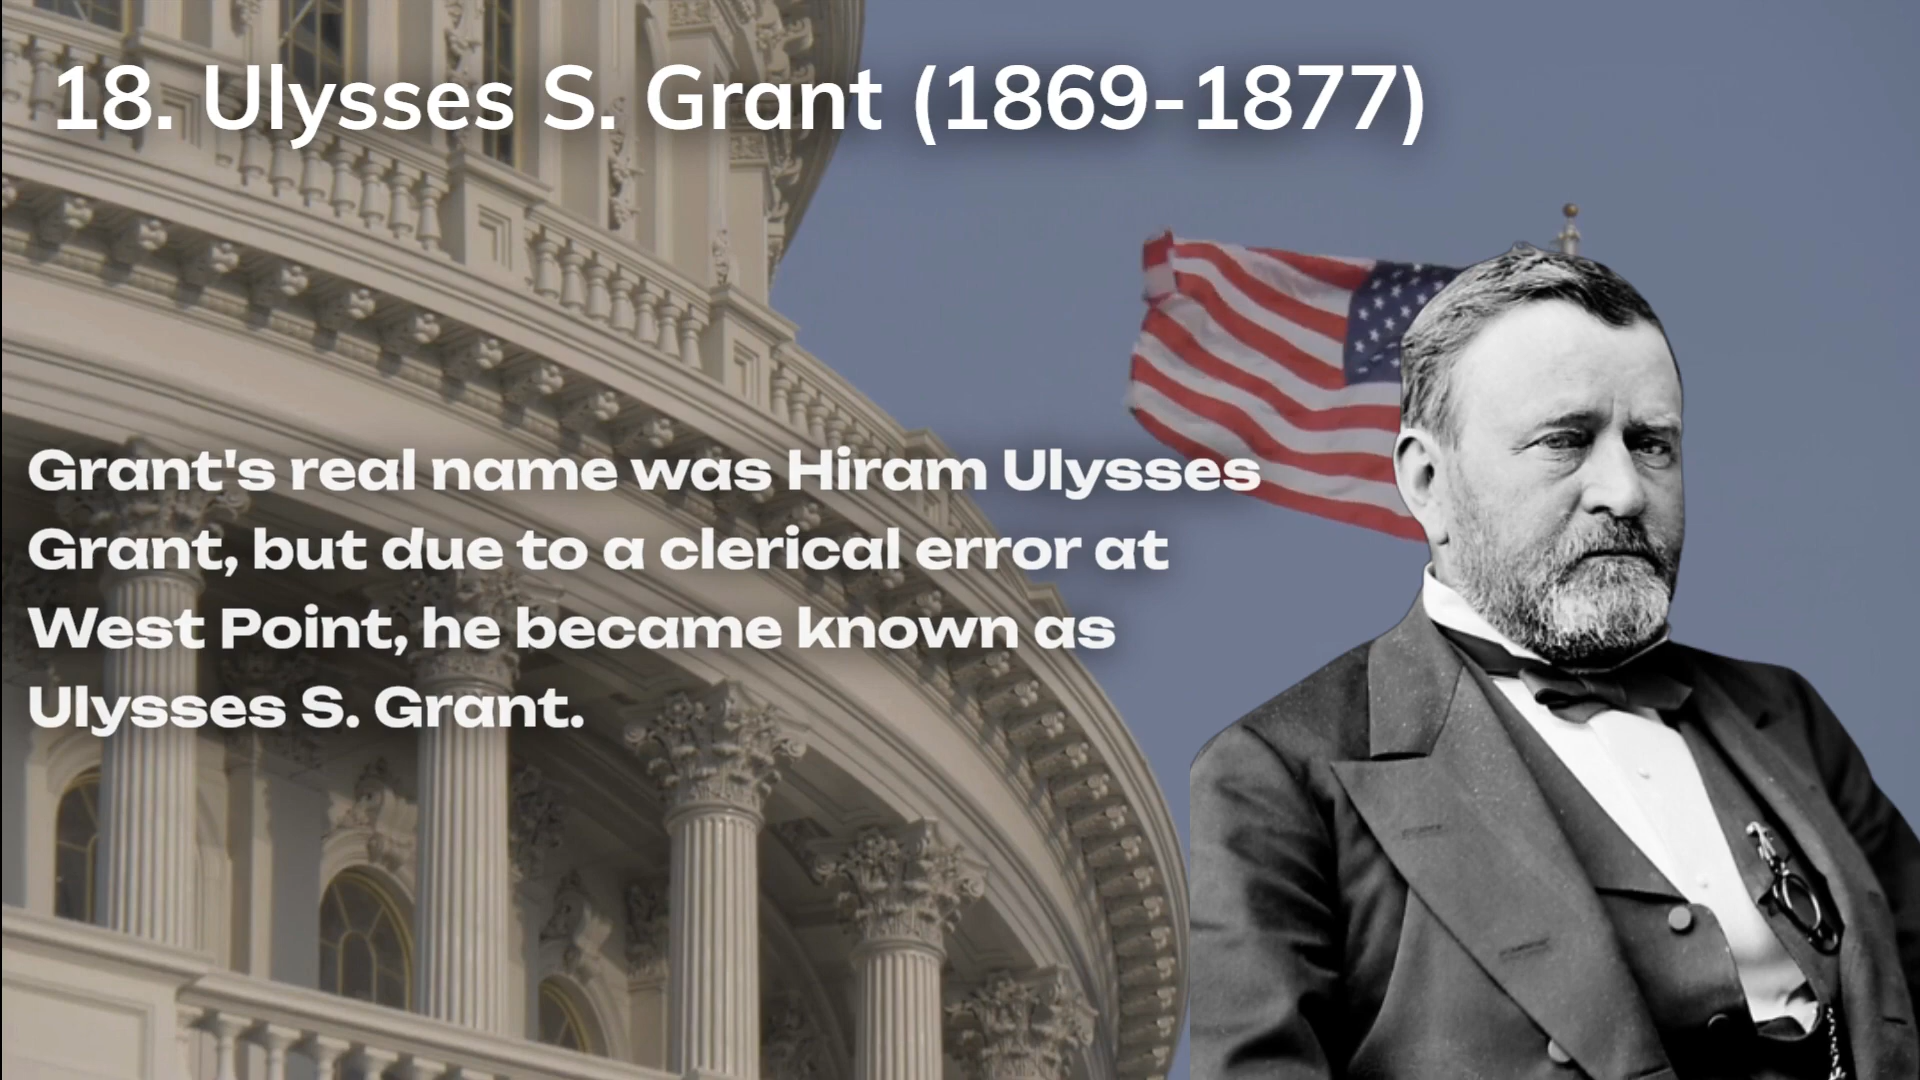 18. Ulysses S. Grant (1869-1877)
Grant's real name was Hiram Ulysses
Grant, but due to a clerical error at
West Point, he became known as
Ulysses S. Grant.